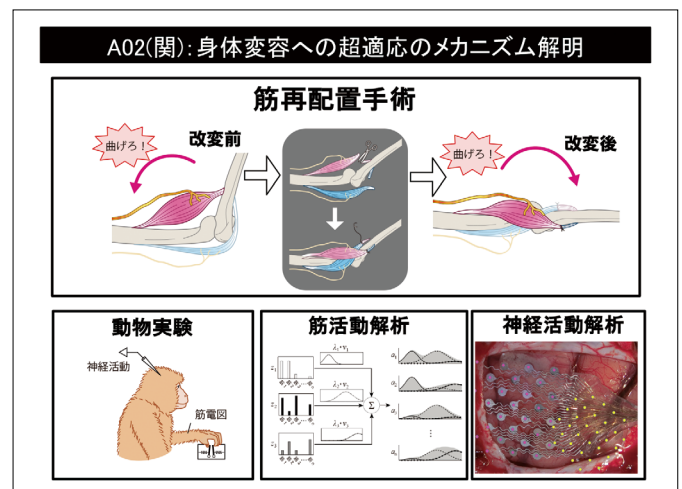 A02(関):身体変容への超適応のメカニズム解明
筋再配置手術
曲げろ！
改変前
曲げろ！
改変後
動物実験
神経活動
筋電図
筋活動解析
Σ
神経活動解析